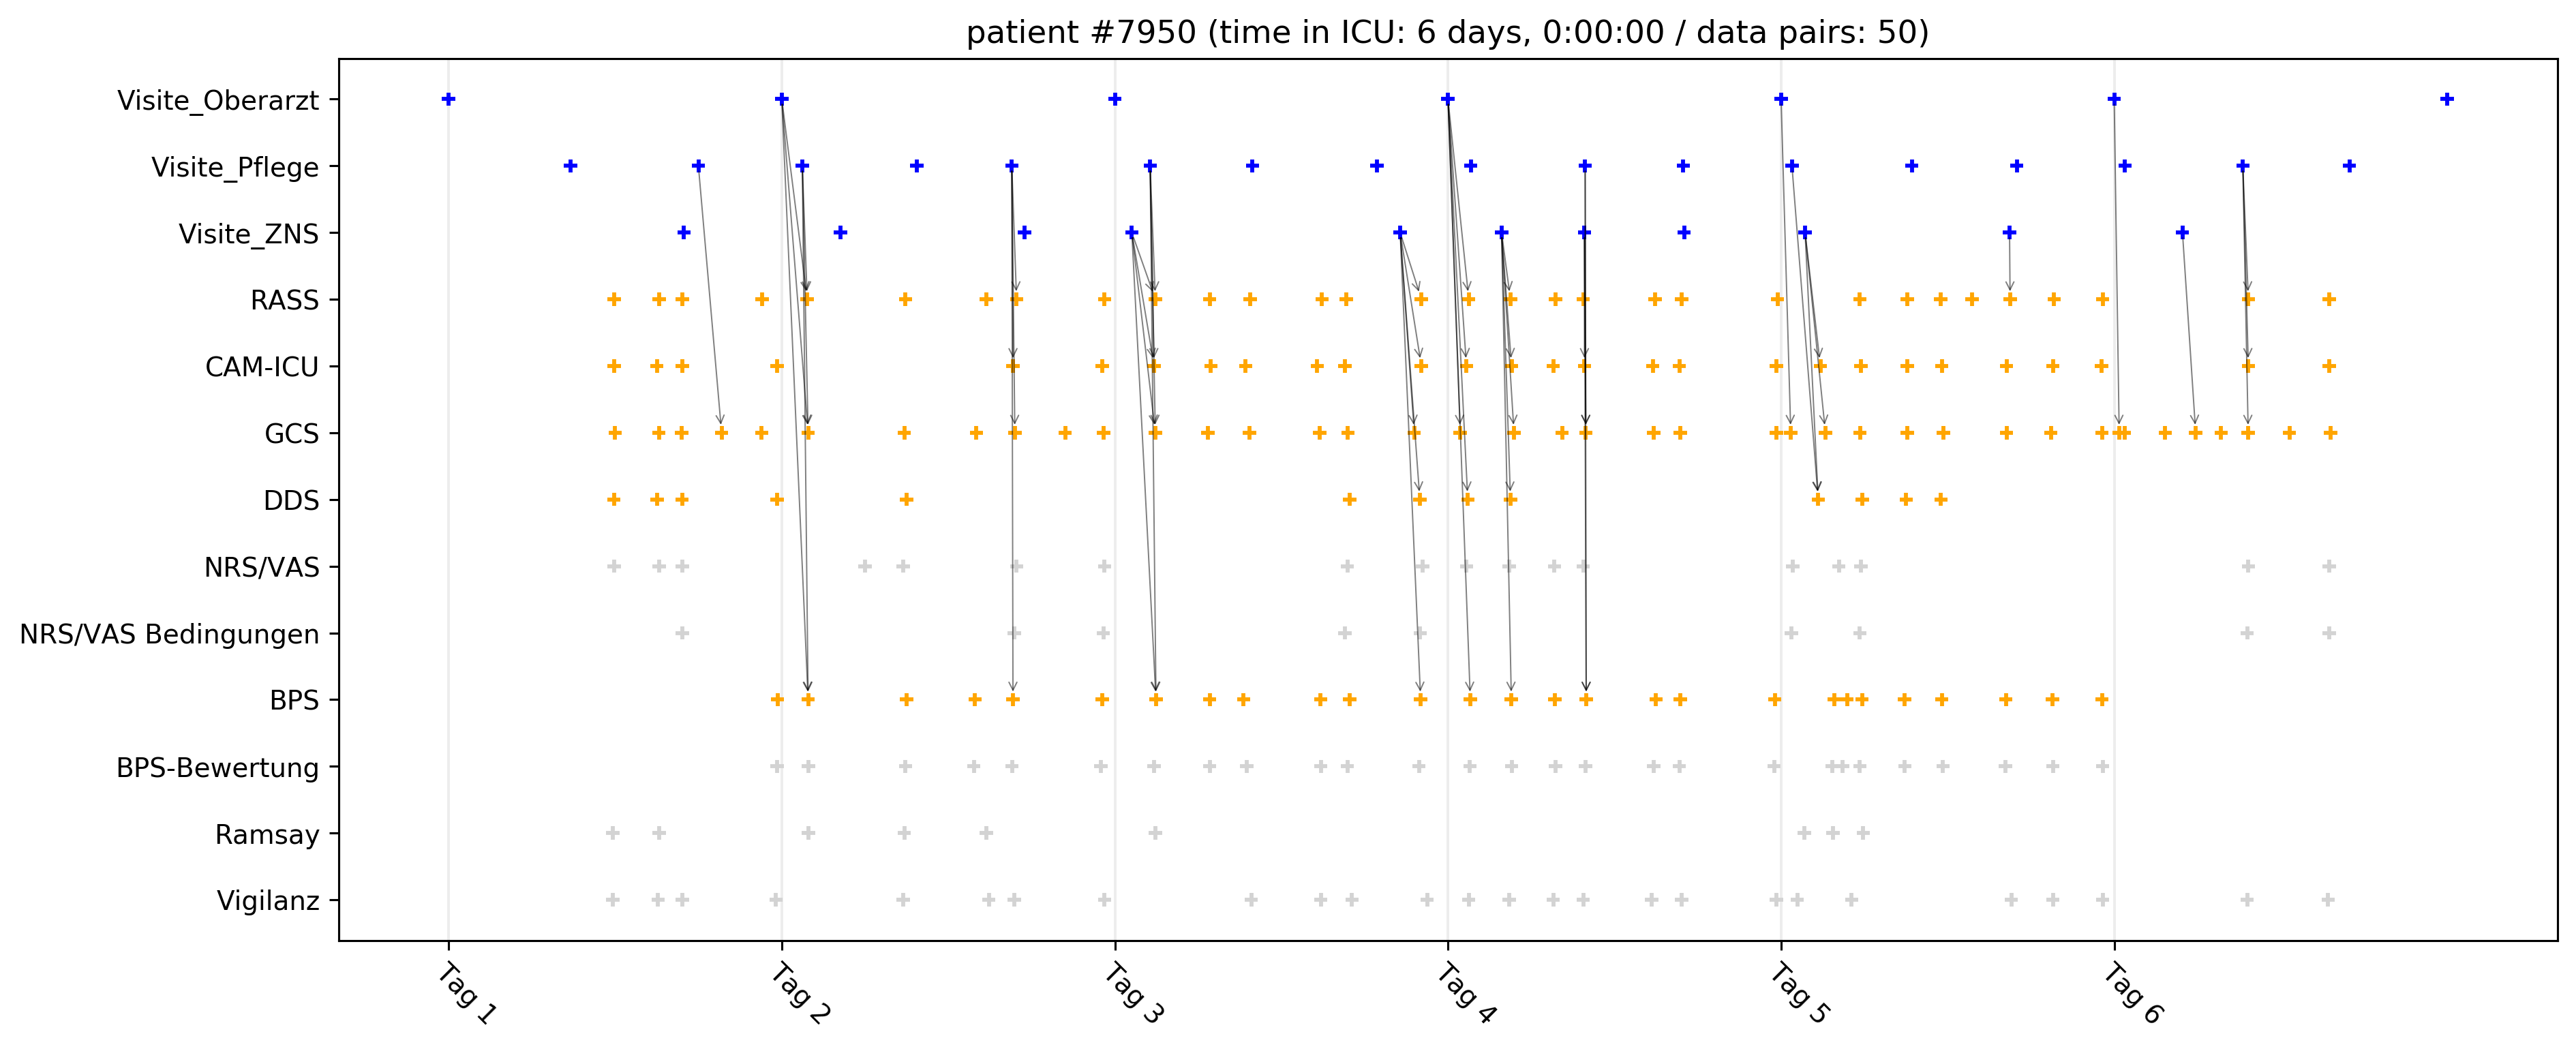 patient #7950 (time in ICU: 6 days, 0:00:00 / data pairs: 50)
Visite_Oberarzt
Visite_Pflege
Visite_ZNS
RASS
CAM-ICU
GCS
DDS
NRS/VAS
NRS/VAS Bedingungen
BPS
BPS-Bewertung
Ramsay
Vigilanz
Tag 1
Tag 2
Tag 3
Tag 4
Tag 5
Tag 6